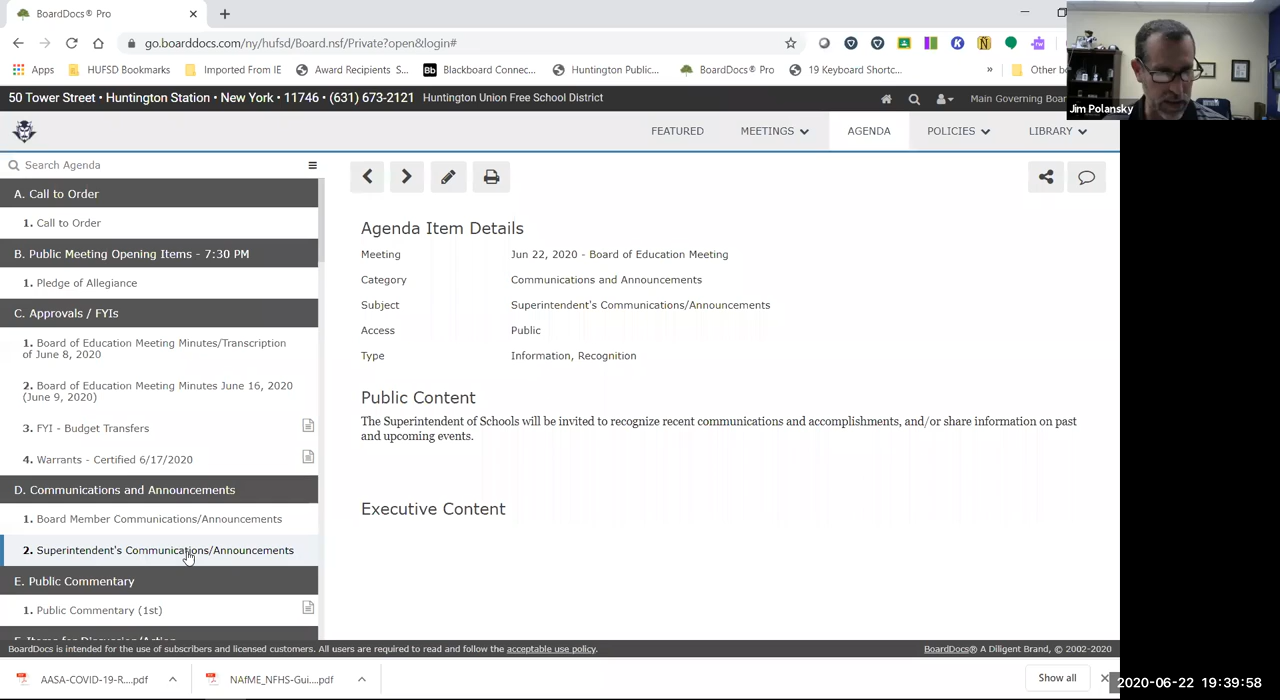 BoardDocs® Pro
go.boarddocs.com/ny/hufsd/Board.nsf/Private?open&login#
Apps
HUFSD Bookmarks
Imported From IE
Award Recipients S...
Bb
Blackboard Connec...
Huntington Public...
BoardDocs® Pro
19 Keyboard Shortc...
»
Other bo
Jim Polansky
50 Tower Street • Huntington Station • New York • 11746 • (631) 673-2121
Huntington Union Free School District
Main Governing Boar
FEATURED
MEETINGS
AGENDA
POLICIES
LIBRARY
Search Agenda
A. Call to Order
1. Call to Order
B. Public Meeting Opening Items - 7:30 PM
1. Pledge of Allegiance
C. Approvals / FYIs
1. Board of Education Meeting Minutes/Transcription
of June 8, 2020
2. Board of Education Meeting Minutes June 16, 2020
(June 9, 2020)
3. FYI - Budget Transfers
4. Warrants - Certified 6/17/2020
D. Communications and Announcements
1. Board Member Communications/Announcements
2. Superintendent's Communications/Announcements
E. Public Commentary
1. Public Commentary (1st)
F. Items for Discussion/Action
Agenda Item Details
Meeting Jun 22, 2020 - Board of Education Meeting
Category Communications and Announcements
Subject Superintendent's Communications/Announcements
Access Public
Type Information, Recognition
Public Content
The Superintendent of Schools will be invited to recognize recent communications and accomplishments, and/or share information on past
and upcoming events.
Executive Content
BoardDocs is intended for the use of subscribers and licensed customers. All users are required to read and follow the acceptable use policy.
BoardDocs® A Diligent Brand, © 2002-2020
AASA-COVID-19-R....pdf
NAfME_NFHS-Gui....pdf
Show all
2020-06-22 19:39:58